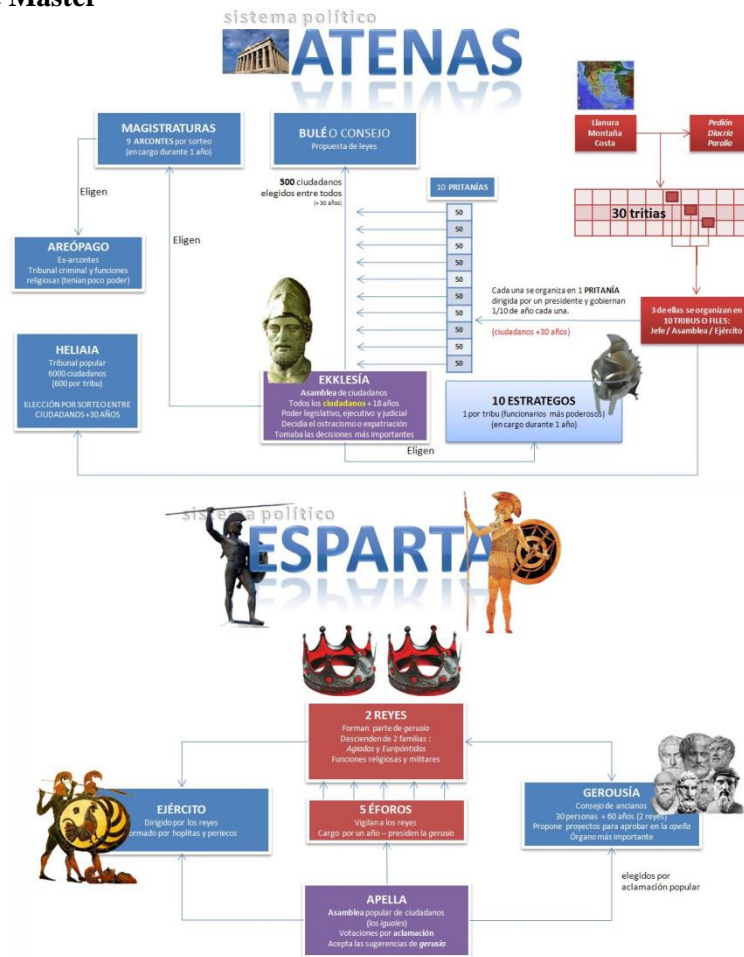 Master
sistema político
ATENAS
MAGISTRATURAS
9 ARCONTES por sorteo
(en cargo durante 1 año)
BULÉ O CONSEJO
Propuesta de leyes
Llanura
Montaña
Costa
Pedión
Diacria
Paralia
Eligen
500 ciudadanos
elegidos entre todos
(+ 30 años)
10 PRITANÍAS
50
50
50
50
50
50
50
50
50
50
30 tritias
AREÓPAGO
Ex-arcontes
Tribunal criminal y funciones
religiosas (tenían poco poder)
Eligen
Cada una se organiza en 1 PRITANÍA
dirigida por un presidente y gobiernan
1/10 de año cada una.
(ciudadanos +30 años)
3 de ellas se organizan en
10 TRIBUS O FILES:
Jefe / Asamblea / Ejército
HELIAIA
Tribunal popular
6000 ciudadanos
(600 por tribu)
ELECCIÓN POR SORTEO ENTRE
CIUDADANOS +30 AÑOS
EKKLESÍA
Asamblea de ciudadanos
Todos los ciudadanos + 18 años
Poder legislativo, ejecutivo y judicial
Decidía el ostracismo o expatriación
Tomaba las decisiones más importantes
10 ESTRATEGOS
1 por tribu (funcionarios más poderosos)
(en cargo durante 1 año)
Eligen
sistema político
ESPARTA
2 REYES
Forman parte de gerusía
Descienden de 2 familias :
Agiadas y Euripóntidas
Funciones religiosas y militares
EJÉRCITO
Dirigido por los reyes
ormado por hoplitas y periecos
5 ÉFOROS
Vigilan a los reyes
Cargo por un año – presiden la gerusía
GEROUSÍA
Consejo de ancianos
30 personas + 60 años (2 reyes)
Propone proyectos para aprobar en la apella
Órgano más importante
elegidos por
aclamación popular
APELLA
Asamblea popular de ciudadanos
(los iguales)
Votaciones por aclamación
Acepta las sugerencias de gerusía